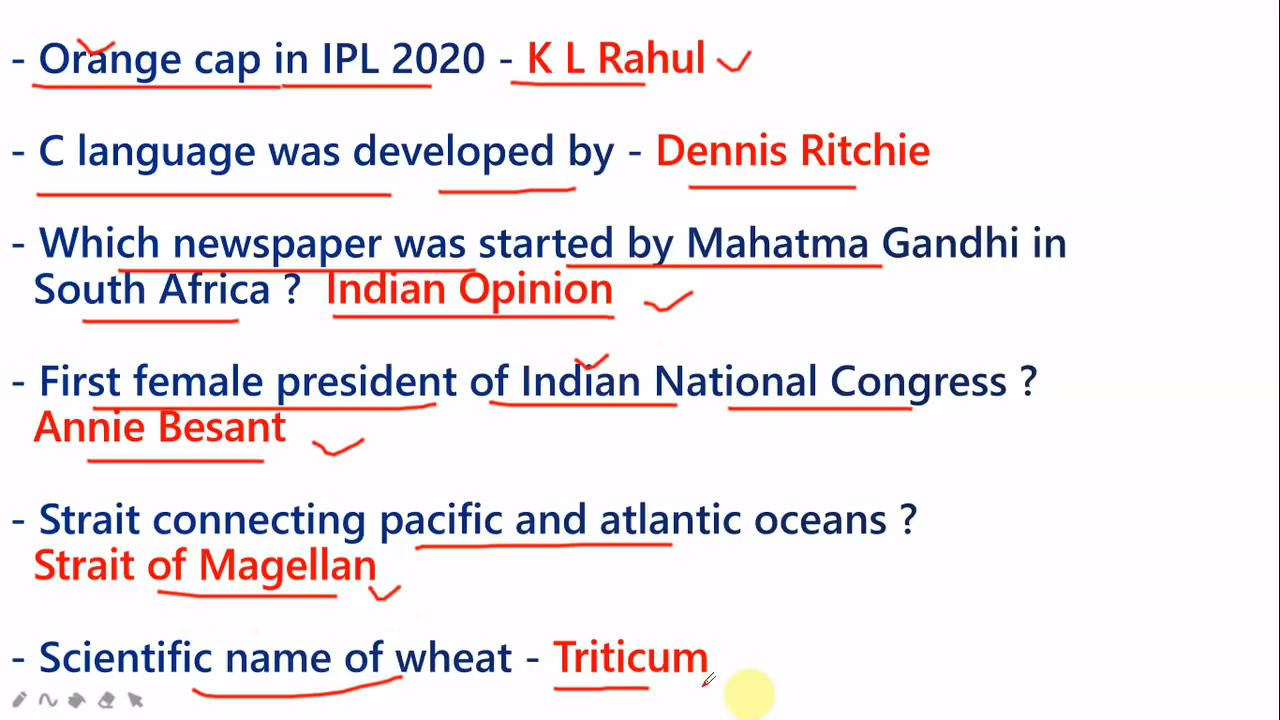 - Orange cap in IPL 2020 - K L Rahul
- C language was developed by - Dennis Ritchie
- Which newspaper was started by Mahatma Gandhi in
South Africa ? Indian Opinion
- First female president of Indian National Congress ?
Annie Besant
- Strait connecting pacific and atlantic oceans ?
Strait of Magellan
- Scientific name of wheat - Triticum